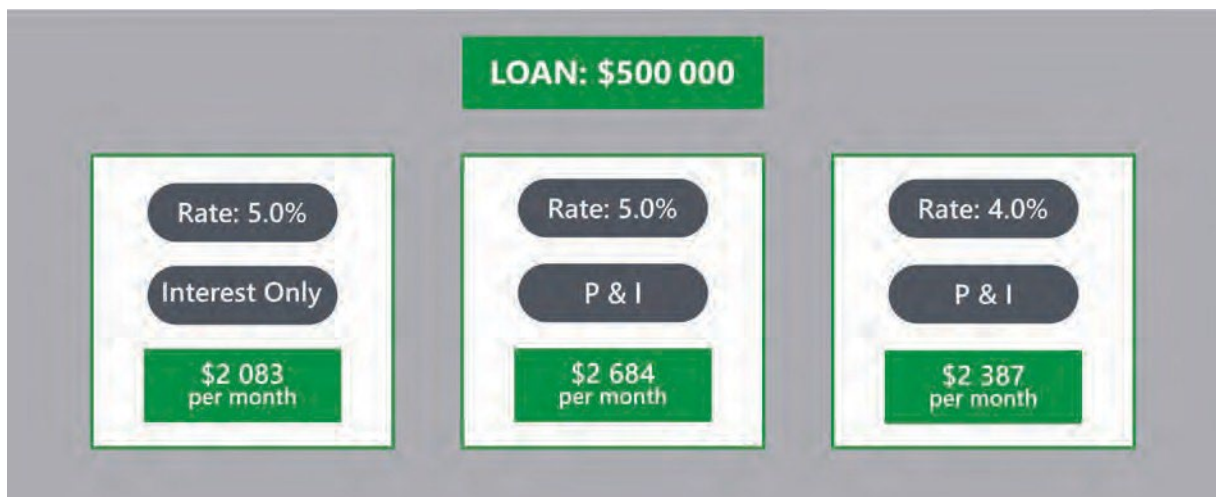 LOAN: $500 000
Rate: 5.0%
Interest Only
$2 083
per month
Rate: 5.0%
P & I
$2 684
per month
Rate: 4.0%
P & I
$2 387
per month